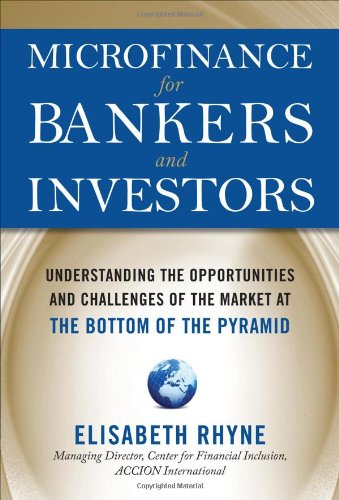 MICROFINANCE
for
BANKERS
and
INVESTORS
UNDERSTANDING THE OPPORTUNITIES
AND CHALLENGES OF THE MARKET AT
THE BOTTOM OF THE PYRAMID
ELISABETH RHYNE
Managing Director, Center for Financial Inclusion,
ACCION International